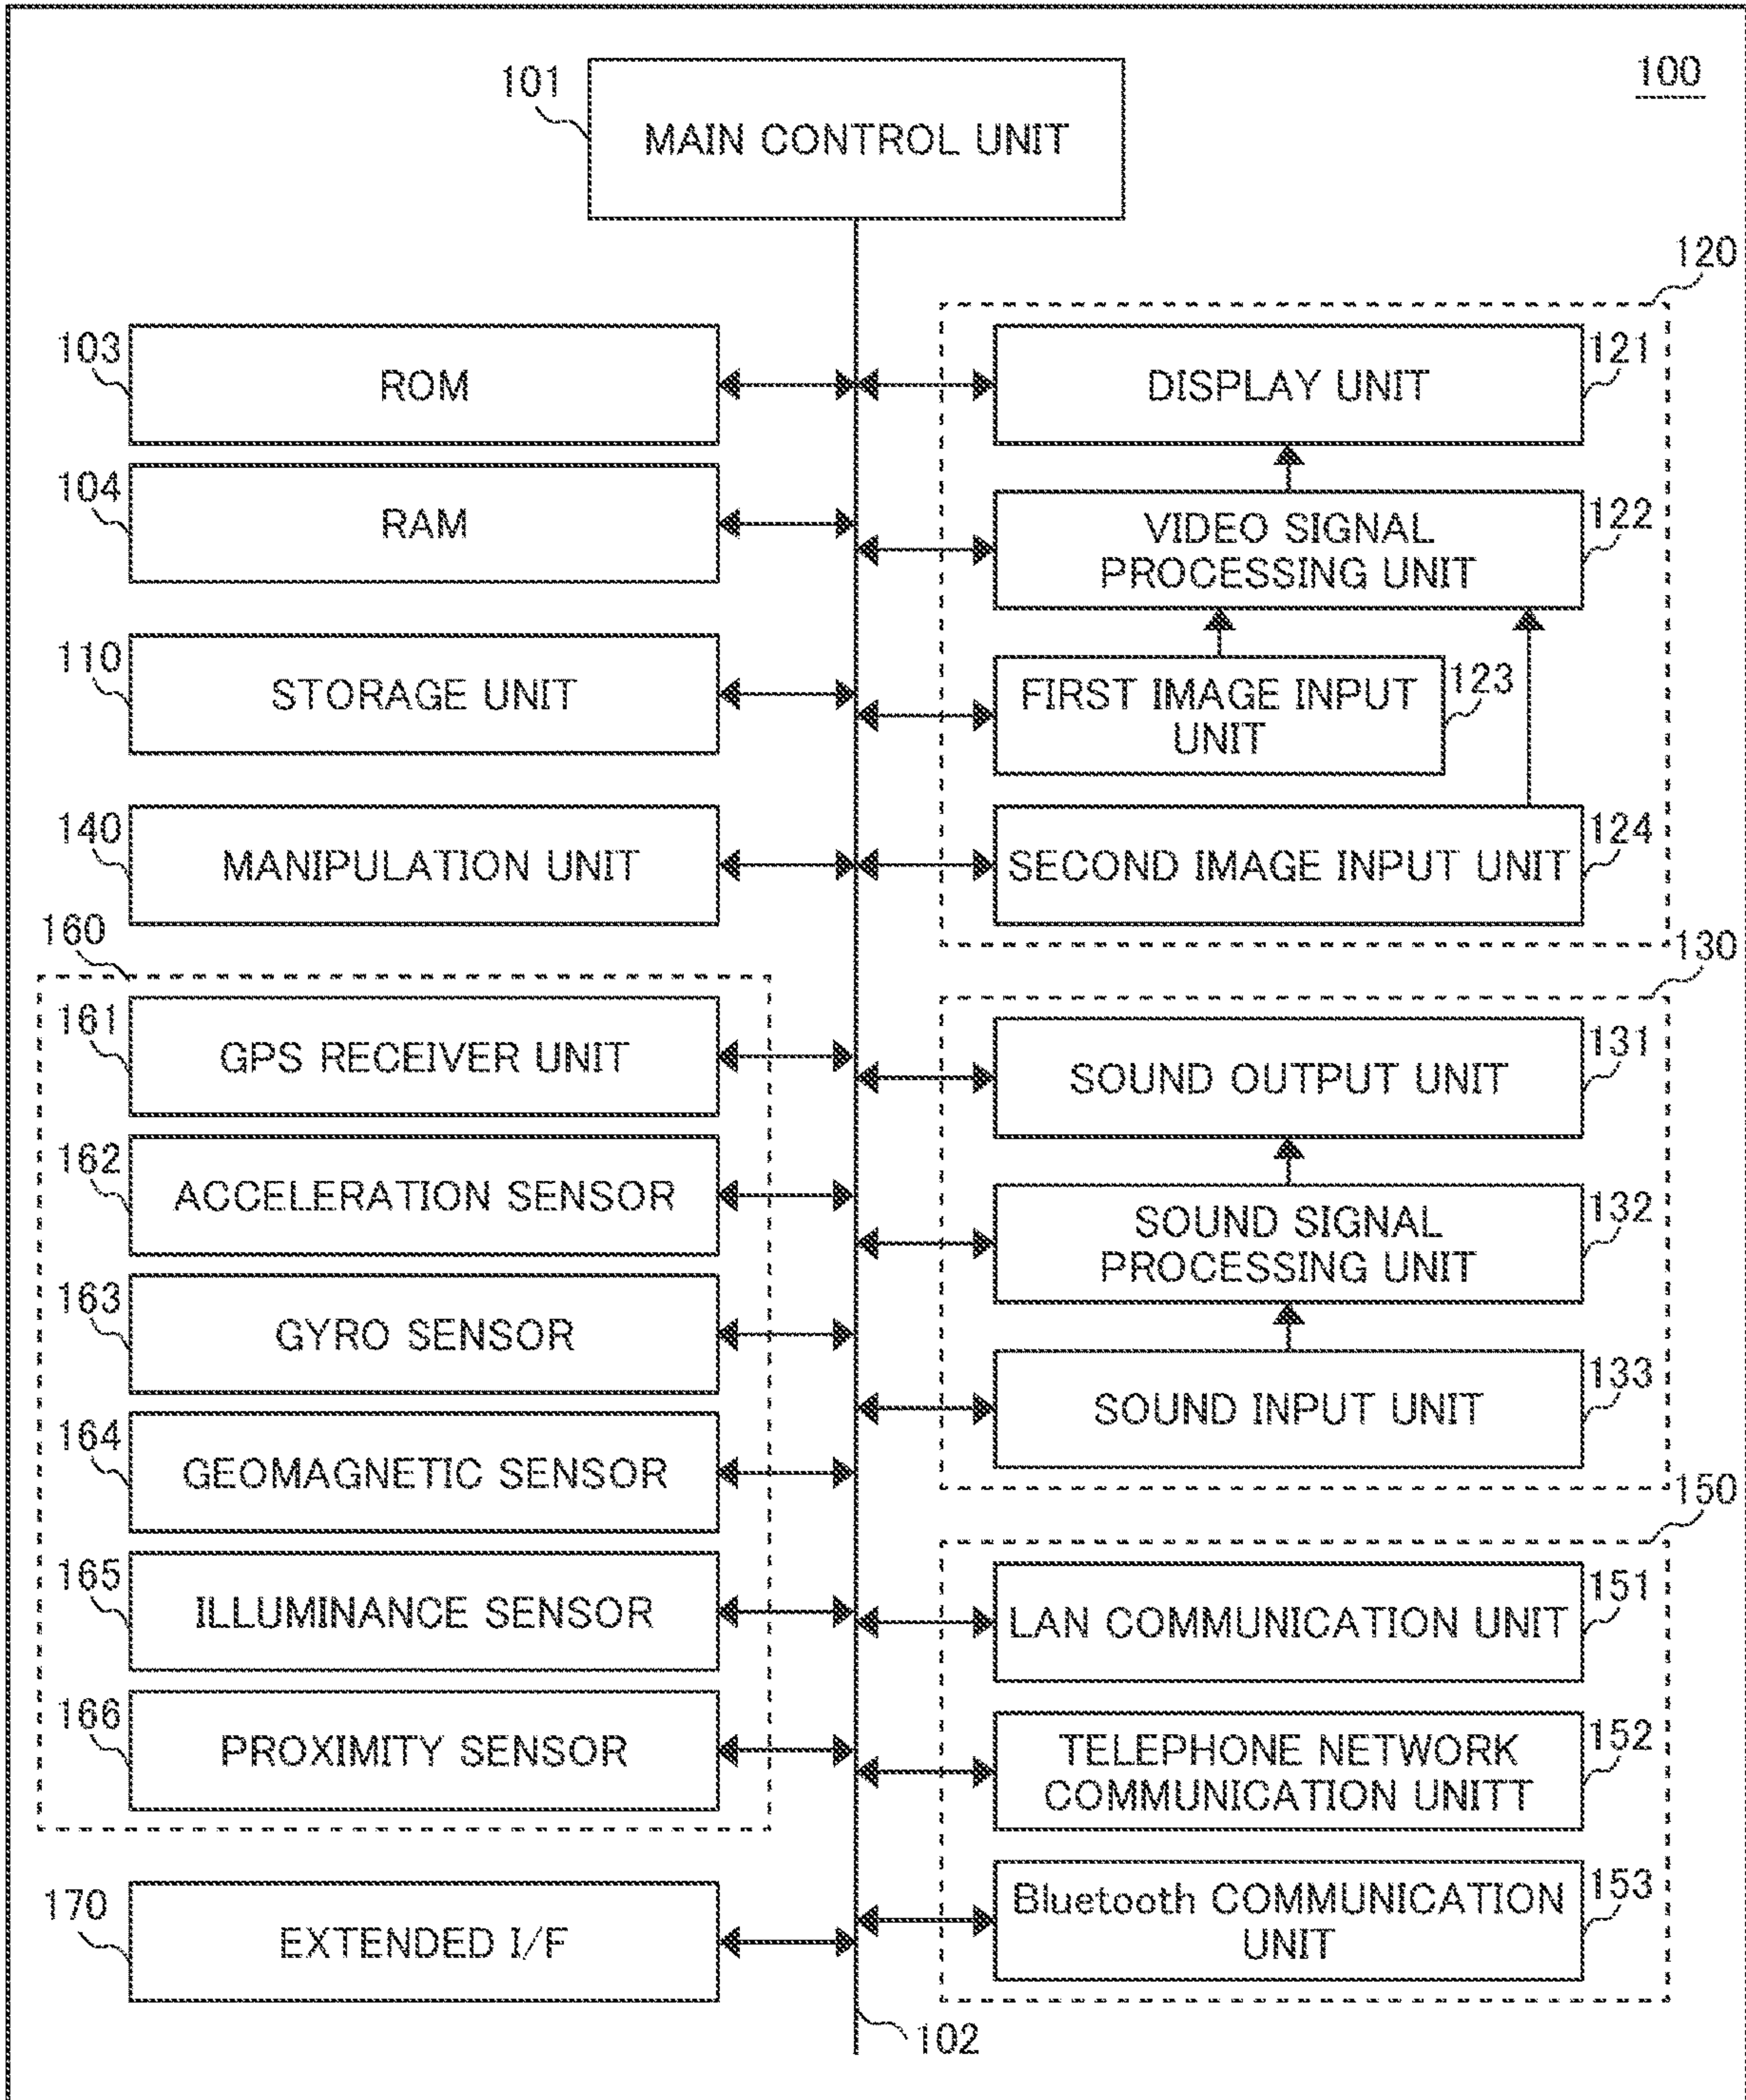 100
101
MAIN CONTROL UNIT
120
103
ROM
121
DISPLAY UNIT
104
RAM
122
VIDEO SIGNAL
PROCESSING UNIT
110
STORAGE UNIT
123
FIRST IMAGE INPUT
UNIT
140
MANIPULATION UNIT
124
SECOND IMAGE INPUT UNIT
160
130
161
GPS RECEIVER UNIT
131
SOUND OUTPUT UNIT
162
ACCELERATION SENSOR
132
SOUND SIGNAL
PROCESSING UNIT
163
GYRO SENSOR
133
SOUND INPUT UNIT
164
GEOMAGNETIC SENSOR
150
165
ILLUMINANCE SENSOR
151
LAN COMMUNICATION UNIT
166
PROXIMITY SENSOR
152
TELEPHONE NETWORK
COMMUNICATION UNITT
170
EXTENDED I/F
153
Bluetooth COMMUNICATION
UNIT
102